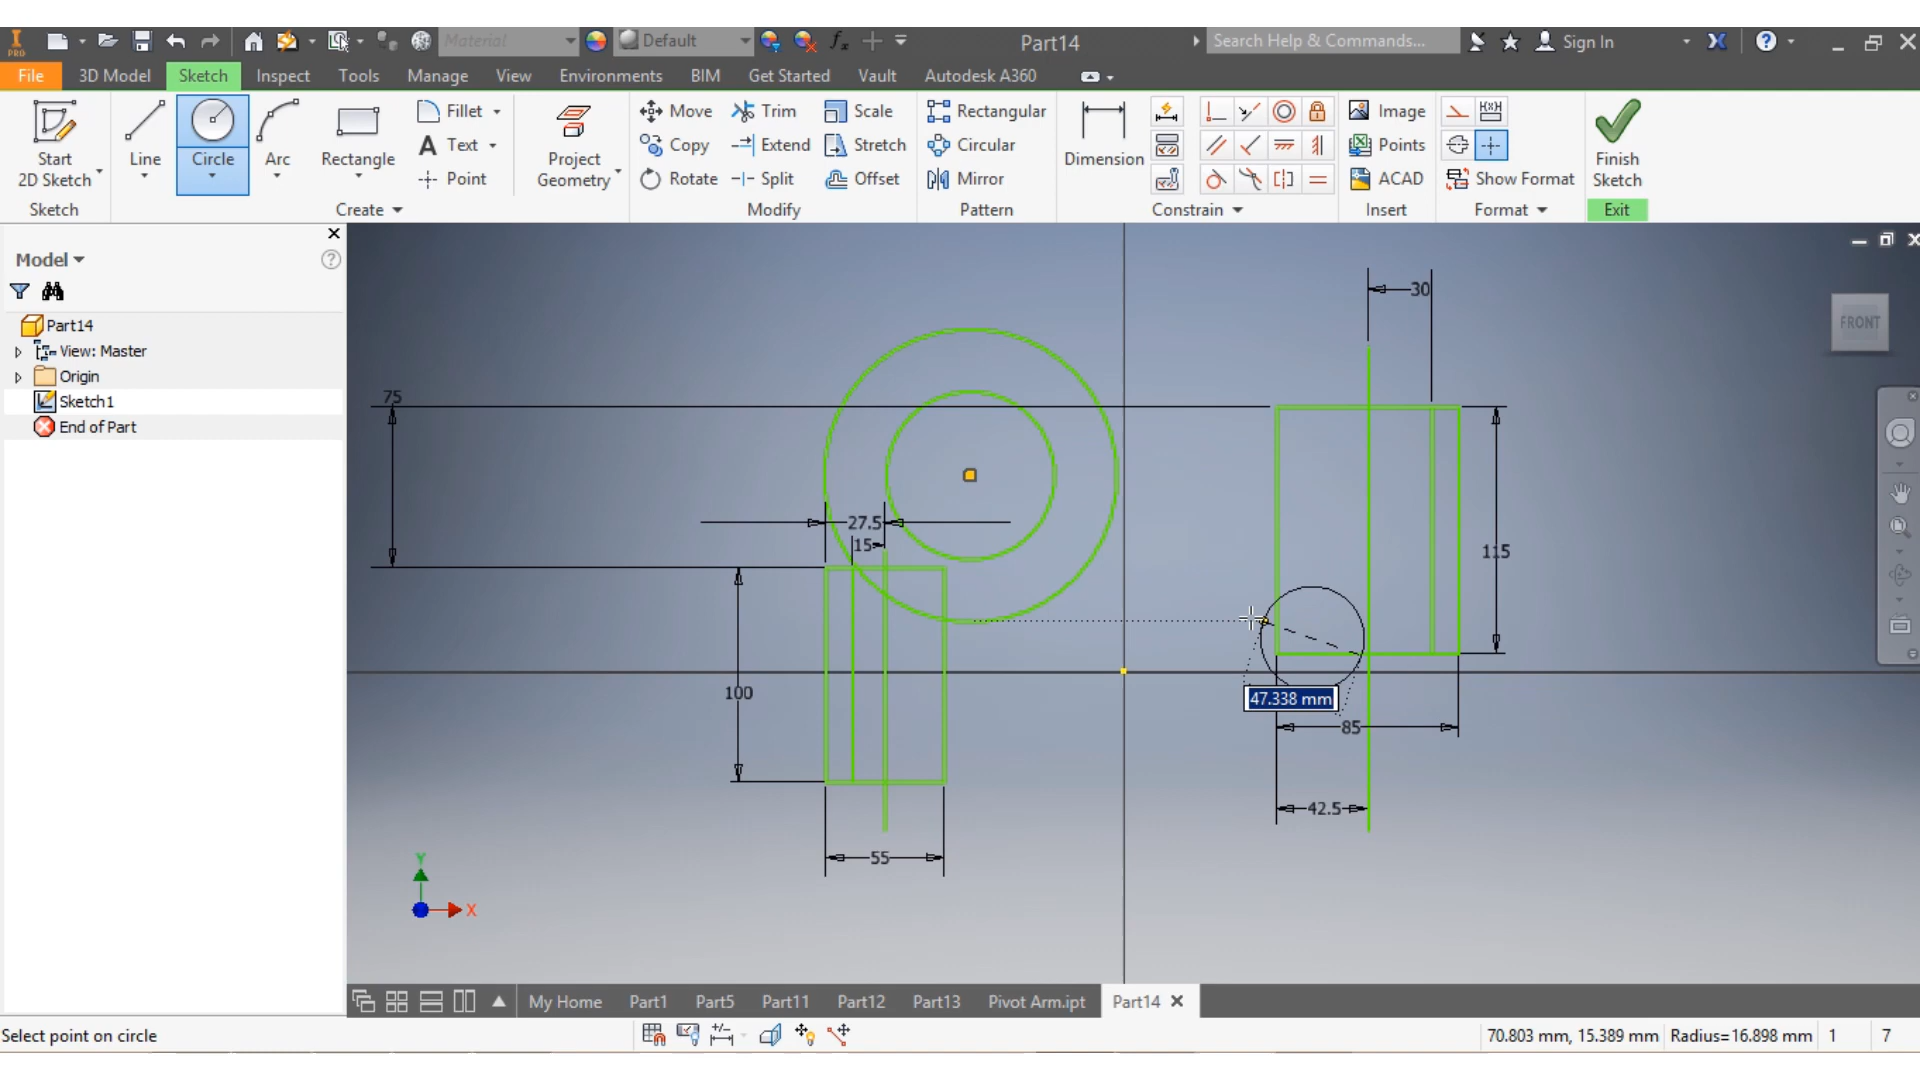 PRO
Material
Default
Part14
Search Help & Commands...
Sign In
File
3D Model
Sketch
Inspect
Tools
Manage
View
Environments
BIM
Get Started
Vault
Autodesk A360
Start
2D Sketch
Line
Circle
Arc
Rectangle
Fillet
Text
Point
Project
Geometry
Move
Copy
Rotate
Trim
Extend
Split
Scale
Stretch
Offset
Rectangular
Circular
Mirror
Dimension
Image
Points
ACAD
Show Format
Finish
Sketch
Sketch
Create
Modify
Pattern
Constrain
Insert
Format
Exit
Model
Part14
View: Master
Origin
Sketch1
End of Part
30
FRONT
75
27.5
15
115
100
47.338 mm
85
42.5
55
Y
X
My Home
Part1
Part5
Part11
Part12
Part13
Pivot Arm.ipt
Part14
Select point on circle
70.803 mm, 15.389 mm
Radius=16.898 mm
1
7